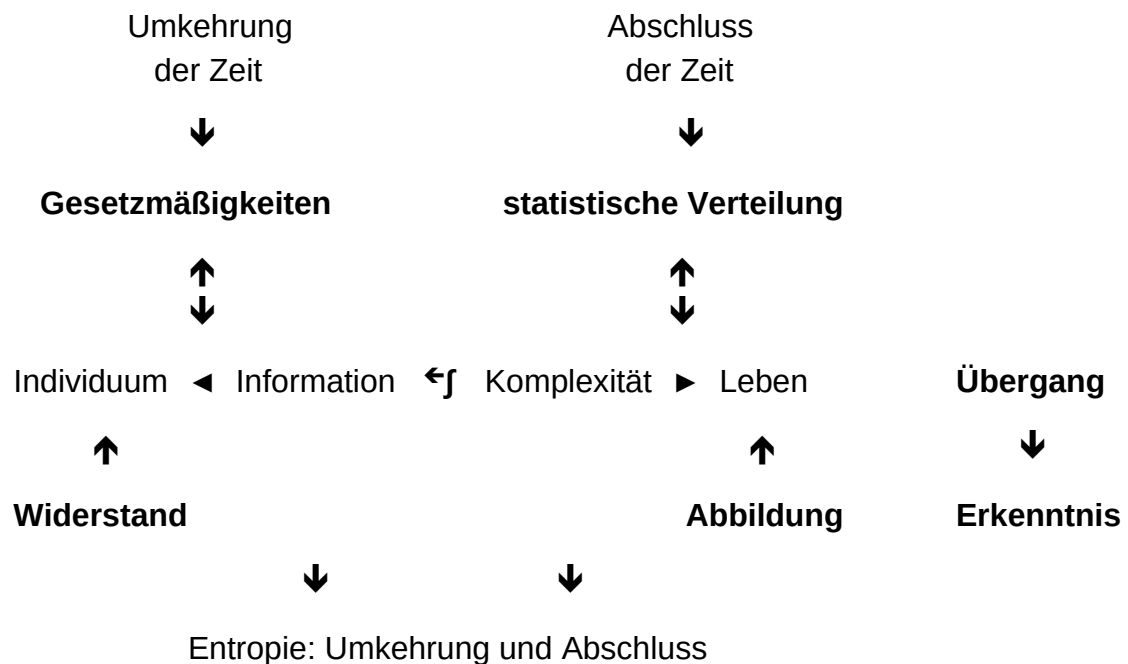 Umkehrung Abschluss
der Zeit der Zeit
🡫 🡫
Gesetzmäßigkeiten statistische Verteilung
🡩 🡩
🡫 🡫
Individuum ◄ Information 🡠ʃ Komplexität ► Leben Übergang
🡩 🡩 🡫
Widerstand Abbildung Erkenntnis
🡫 🡫
Entropie: Umkehrung und Abschluss